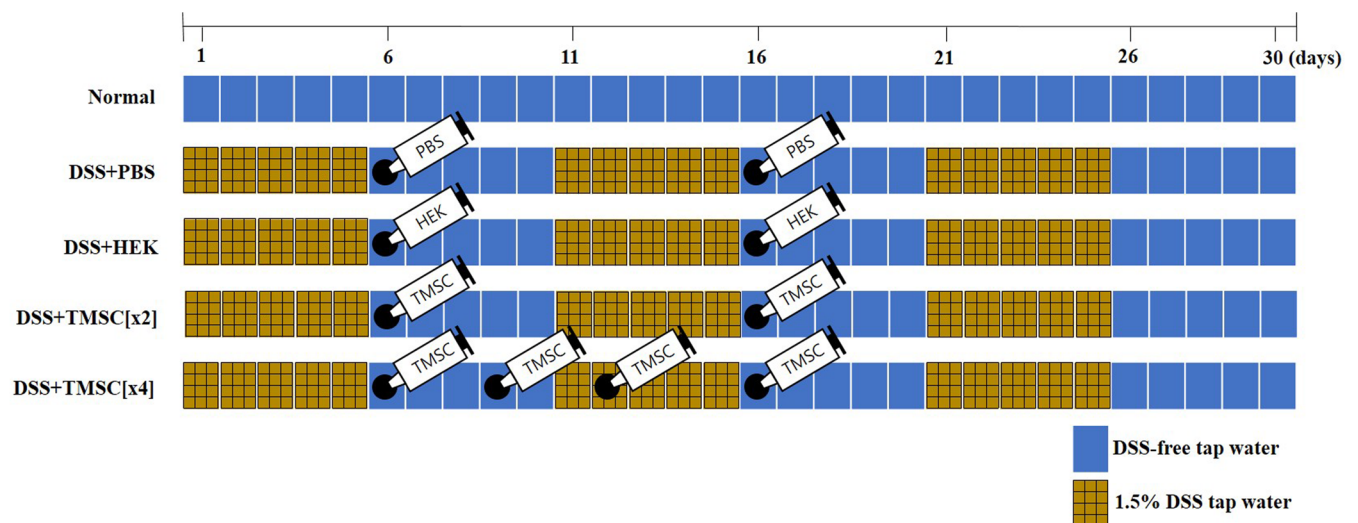 1 6 11 16 21 26 30 (days)
Normal
PBS PBS
DSS+PBS
HEK HEK
DSS+HEK
TMSC TMSC
DSS+TMSC[x2]
TMSC TMSC TMSC TMSC
DSS+TMSC[x4]
DSS-free tap water
1.5% DSS tap water